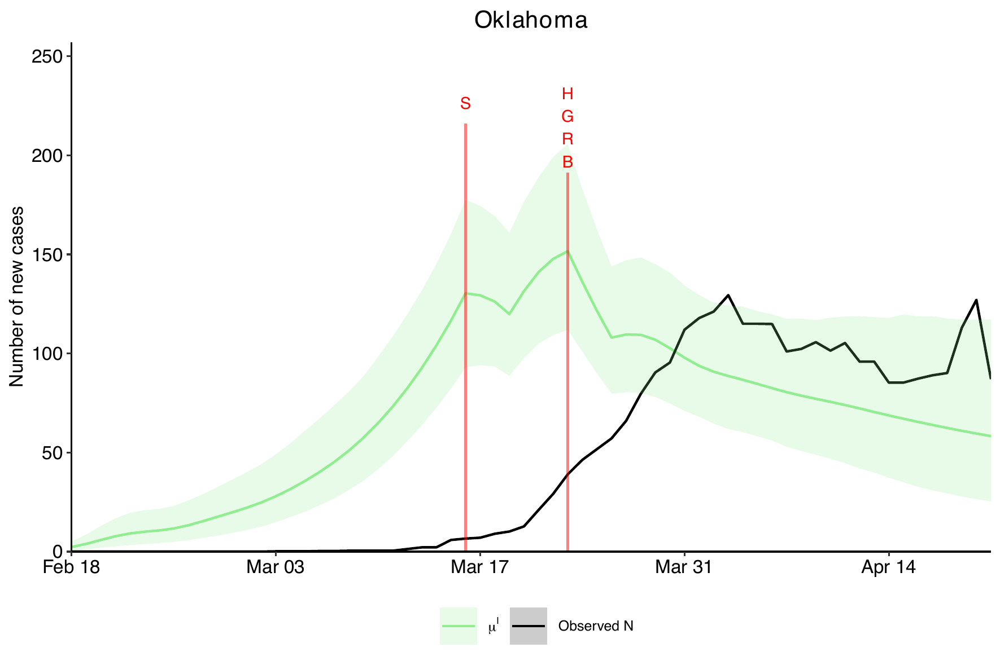 Oklahoma
Number of new cases
250
200
150
100
50
0
S
H
G
R
B
Feb 18
Mar 03
Mar 17
Mar 31
Apr 14
μ^I
Observed N